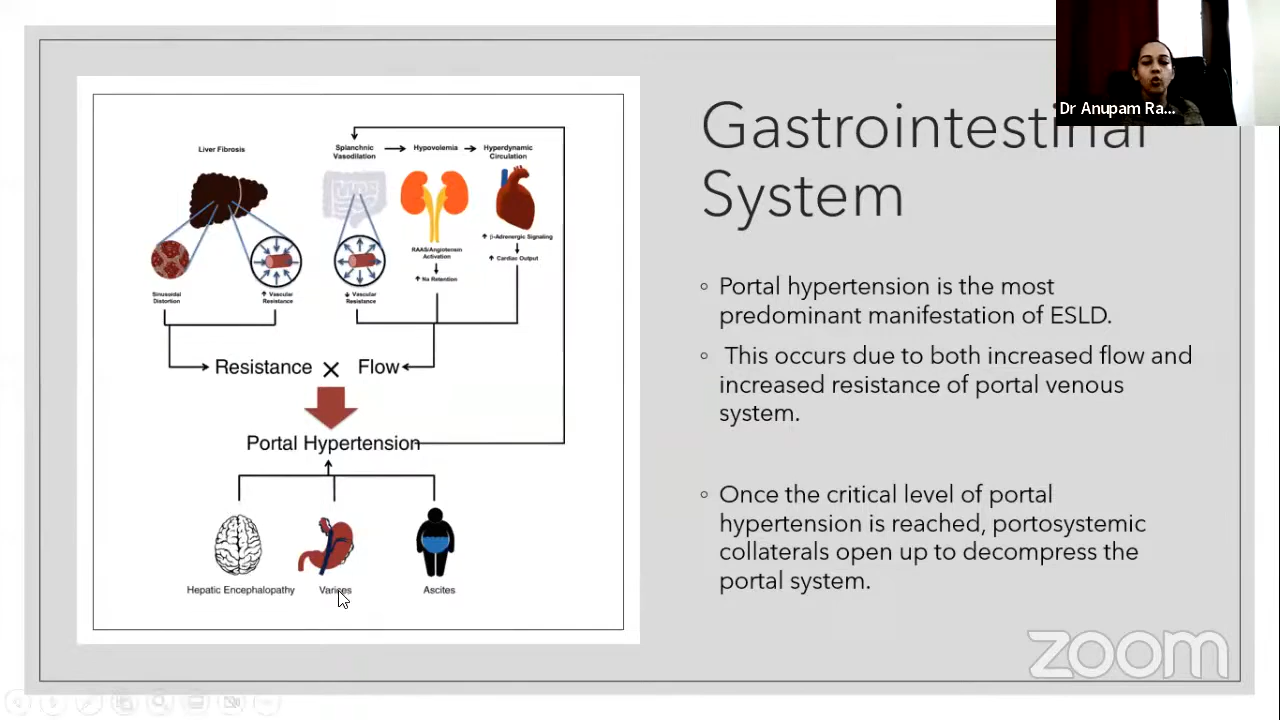 Dr Anupam Ra...
Gastrointestinal
System
Liver Fibrosis
Splanchnic
Vasodilation
Hypovolemia
Hyperdynamic
Circulation
RAAS/Angiotensin
Activation
↑ Na Retention
↑ β-Adrenergic Signaling
↑ Cardiac Output
Sinusoidal
Distortion
↑ Vascular
Resistance
↓ Vascular
Resistance
Resistance × Flow
Portal Hypertension
Hepatic Encephalopathy
Varices
Ascites
◦ Portal hypertension is the most
predominant manifestation of ESLD.
◦ This occurs due to both increased flow and
increased resistance of portal venous
system.
◦ Once the critical level of portal
hypertension is reached, portosystemic
collaterals open up to decompress the
portal system.
zoom